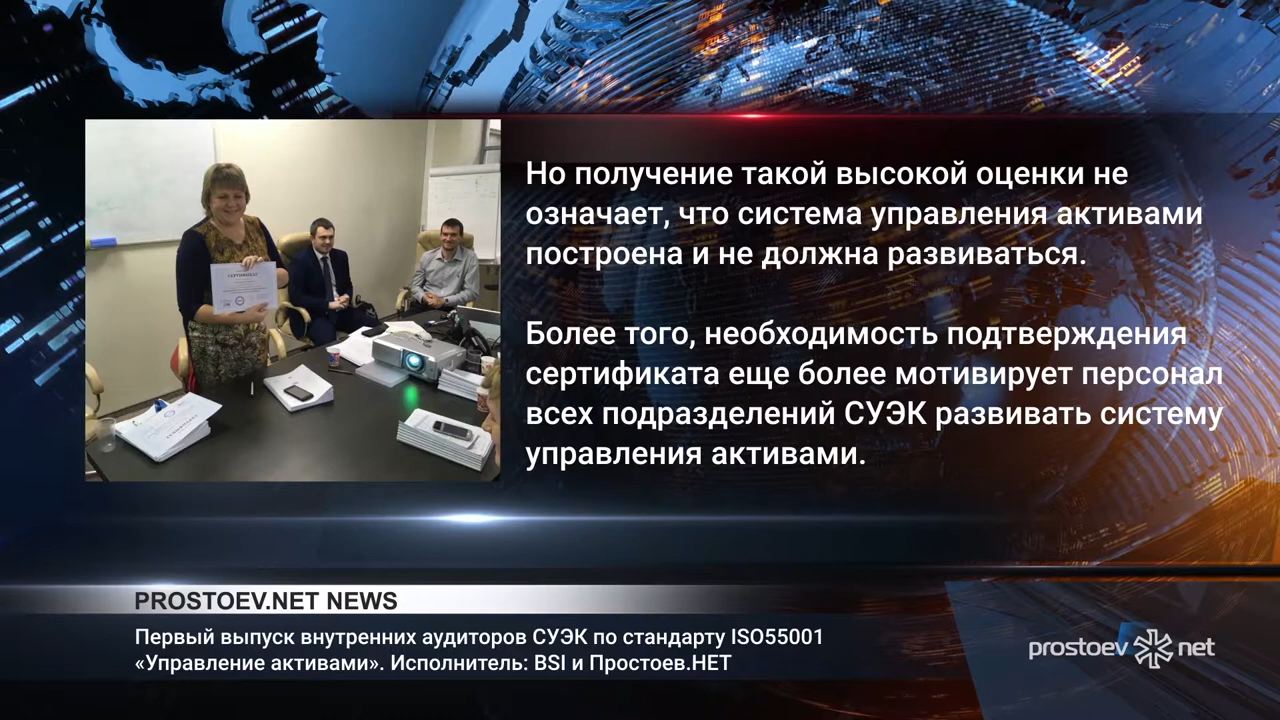 Но получение такой высокой оценки не
означает, что система управления активами
построена и не должна развиваться.
Более того, необходимость подтверждения
сертификата еще более мотивирует персонал
всех подразделений СУЭК развивать систему
управления активами.
СЕРТИФИКАТ
PROSTOEV.NET NEWS
Первый выпуск внутренних аудиторов СУЭК по стандарту ISO55001
«Управление активами». Исполнитель: BSI и Простоев.НЕТ
prostoev net